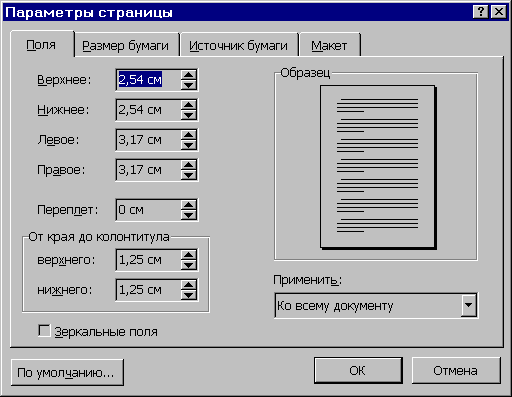 Параметры страницы
Поля Размер бумаги Источник бумаги Макет
Верхнее: 2,54 см
Нижнее: 2,54 см
Левое: 3,17 см
Правое: 3,17 см
Переплет: 0 см
От края до колонтитула
верхнего: 1,25 см
нижнего: 1,25 см
Зеркальные поля
Образец
Применить:
Ко всему документу
По умолчанию... ОК Отмена